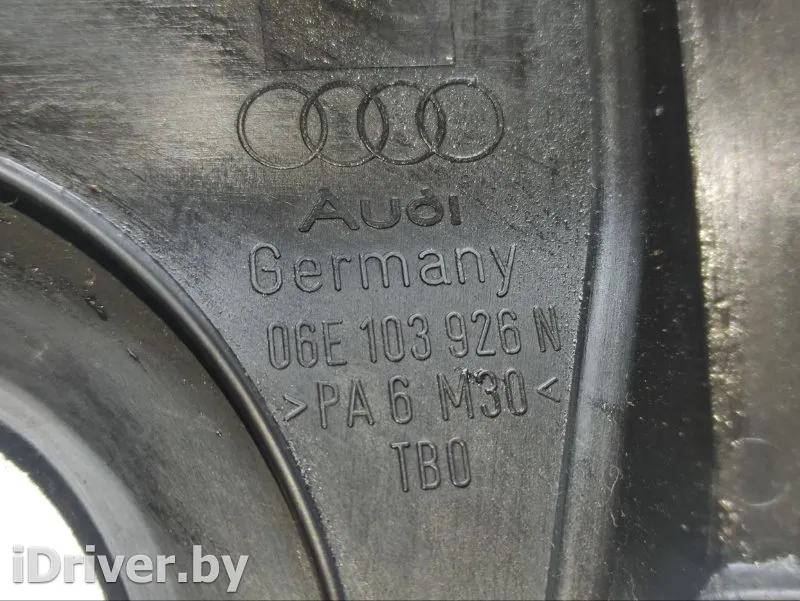 Audi
Germany
06E 103 926 N
>PA 6 M30<
TBO
iDriver.by